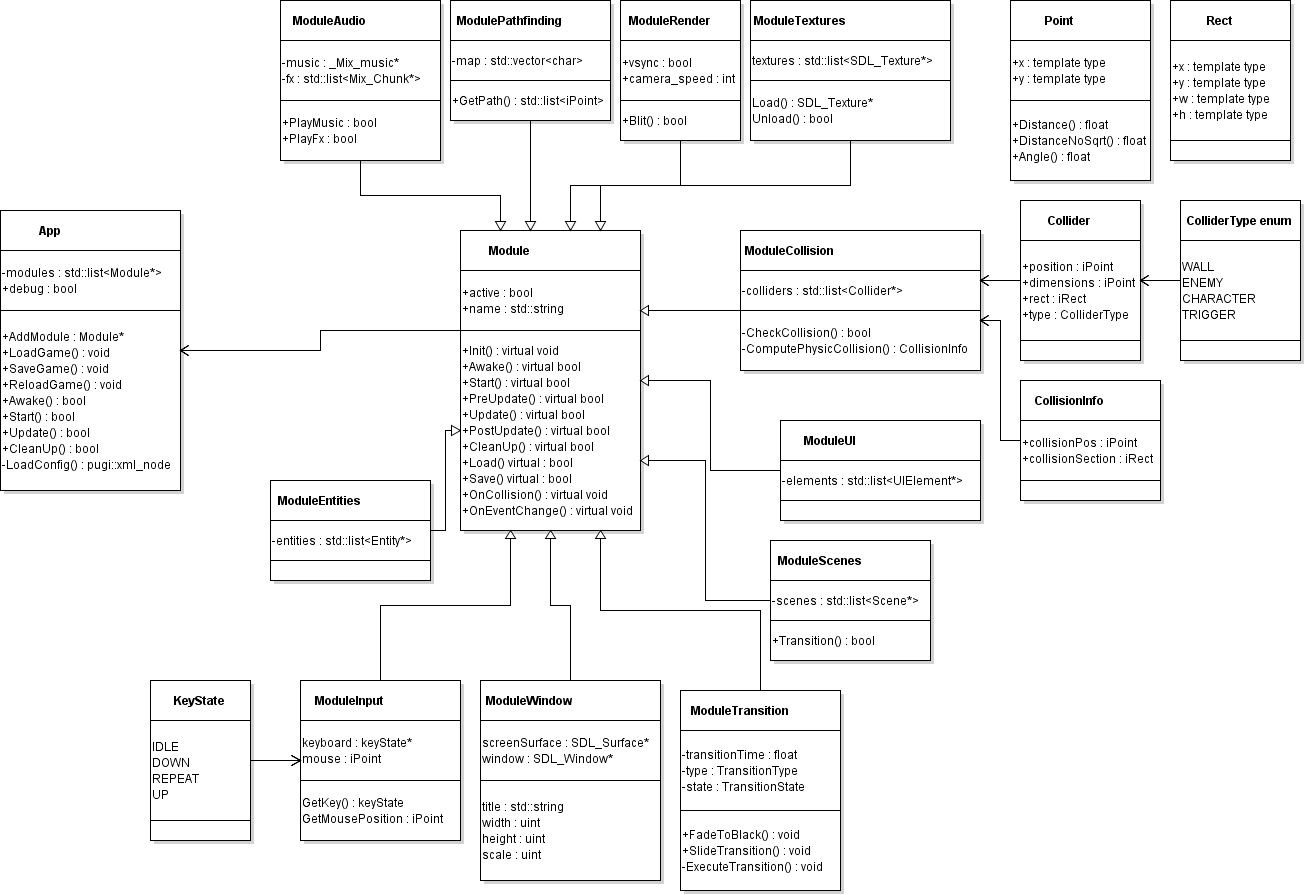 ModuleAudio
-music : _Mix_music*
-fx : std::list<Mix_Chunk*>
+PlayMusic : bool
+PlayFx : bool
ModulePathfinding
-map : std::vector<char>
+GetPath() : std::list<iPoint>
ModuleRender
+vsync : bool
+camera_speed : int
+Blit() : bool
ModuleTextures
textures : std::list<SDL_Texture*>
Load() : SDL_Texture*
Unload() : bool
Point
+x : template type
+y : template type
+Distance() : float
+DistanceNoSqrt() : float
+Angle() : float
Rect
+x : template type
+y : template type
+w : template type
+h : template type
App
-modules : std::list<Module*>
+debug : bool
+AddModule : Module*
+LoadGame() : void
+SaveGame() : void
+ReloadGame() : void
+Awake() : bool
+Start() : bool
+Update() : bool
+CleanUp() : bool
-LoadConfig() : pugi::xml_node
Module
+active : bool
+name : std::string
+Init() : virtual void
+Awake() : virtual bool
+Start() : virtual bool
+PreUpdate() : virtual bool
+Update() : virtual bool
+PostUpdate() : virtual bool
+CleanUp() : virtual bool
+Load() virtual : bool
+Save() virtual : bool
+OnCollision() : virtual void
+OnEventChange() : virtual void
ModuleCollision
-colliders : std::list<Collider*>
-CheckCollision() : bool
-ComputePhysicCollision() : CollisionInfo
Collider
+position : iPoint
+dimensions : iPoint
+rect : iRect
+type : ColliderType
ColliderType enum
WALL
ENEMY
CHARACTER
TRIGGER
CollisionInfo
+collisionPos : iPoint
+collisionSection : iRect
ModuleUI
-elements : std::list<UIElement*>
ModuleEntities
-entities : std::list<Entity*>
ModuleScenes
-scenes : std::list<Scene*>
+Transition() : bool
KeyState
IDLE
DOWN
REPEAT
UP
ModuleInput
keyboard : keyState*
mouse : iPoint
GetKey() : keyState
GetMousePosition : iPoint
ModuleWindow
screenSurface : SDL_Surface*
window : SDL_Window*
title : std::string
width : uint
height : uint
scale : uint
ModuleTransition
-transitionTime : float
-type : TransitionType
-state : TransitionState
+FadeToBlack() : void
+SlideTransition() : void
-ExecuteTransition() : void